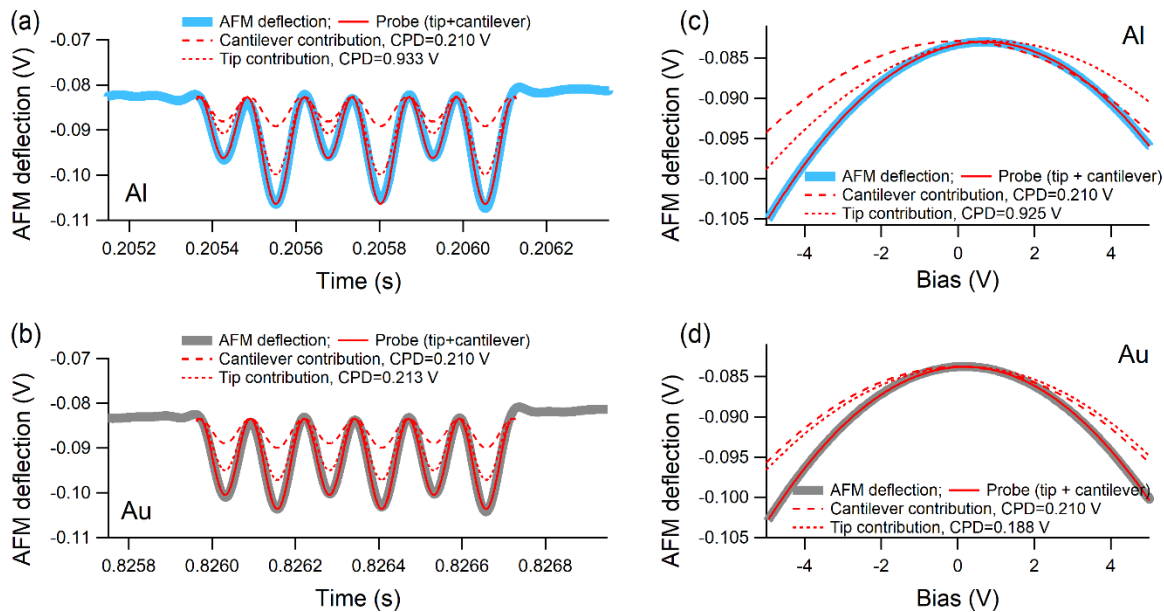 (a)
AFM deflection; Probe (tip+cantilever)
Cantilever contribution, CPD=0.210 V
Tip contribution, CPD=0.933 V
AFM deflection (V)
-0.07
-0.08
-0.09
-0.10
-0.11
Al
0.2052 0.2054 0.2056 0.2058 0.2060 0.2062
Time (s)
(b)
AFM deflection; Probe (tip+cantilever)
Cantilever contribution, CPD=0.210 V
Tip contribution, CPD=0.213 V
AFM deflection (V)
-0.07
-0.08
-0.09
-0.10
-0.11
Au
0.8258 0.8260 0.8262 0.8264 0.8266 0.8268
Time (s)
(c)
Al
AFM deflection (V)
-0.085
-0.090
-0.095
-0.100
-0.105
AFM deflection; Probe (tip + cantilever)
Cantilever contribution, CPD=0.210 V
Tip contribution, CPD=0.925 V
-4 -2 0 2 4
Bias (V)
(d)
Au
AFM deflection (V)
-0.085
-0.090
-0.095
-0.100
-0.105
AFM deflection; Probe (tip + cantilever)
Cantilever contribution, CPD=0.210 V
Tip contribution, CPD=0.188 V
-4 -2 0 2 4
Bias (V)